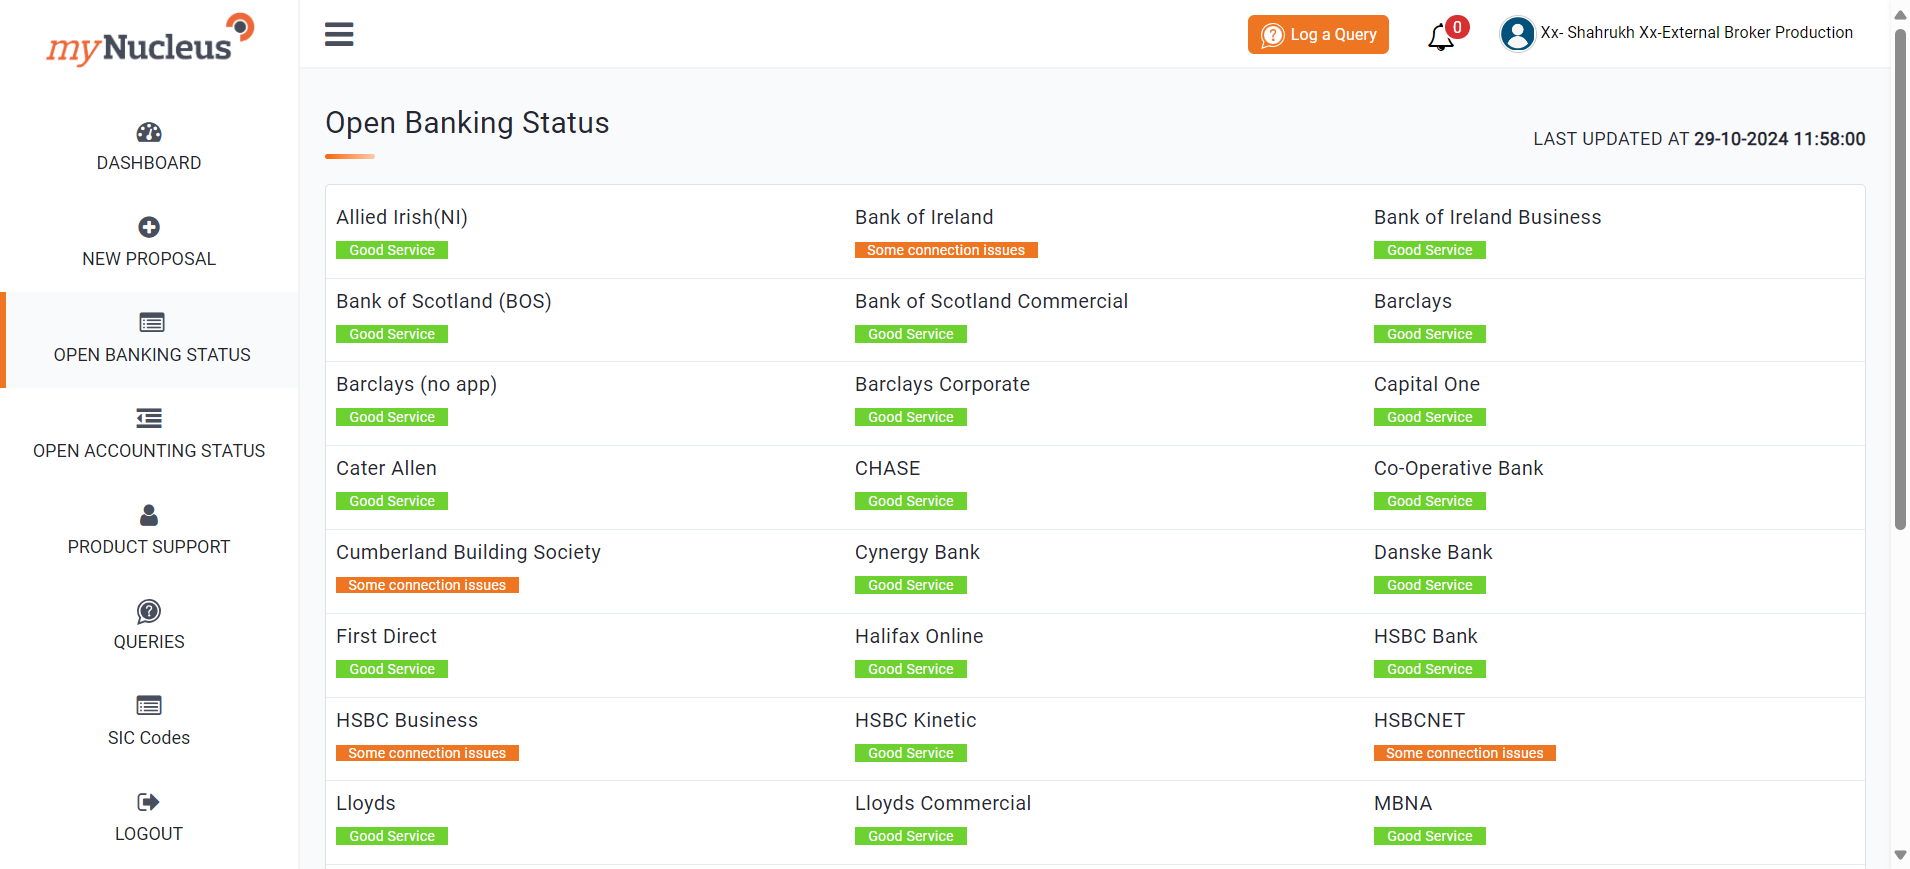 myNucleus
DASHBOARD
NEW PROPOSAL
OPEN BANKING STATUS
OPEN ACCOUNTING STATUS
PRODUCT SUPPORT
QUERIES
SIC Codes
LOGOUT
Log a Query
0
Xx- Shahrukh Xx-External Broker Production
Open Banking Status
LAST UPDATED AT 29-10-2024 11:58:00
Allied Irish(NI)
Good Service
Bank of Ireland
Some connection issues
Bank of Ireland Business
Good Service
Bank of Scotland (BOS)
Good Service
Bank of Scotland Commercial
Good Service
Barclays
Good Service
Barclays (no app)
Good Service
Barclays Corporate
Good Service
Capital One
Good Service
Cater Allen
Good Service
CHASE
Good Service
Co-Operative Bank
Good Service
Cumberland Building Society
Some connection issues
Cynergy Bank
Good Service
Danske Bank
Good Service
First Direct
Good Service
Halifax Online
Good Service
HSBC Bank
Good Service
HSBC Business
Some connection issues
HSBC Kinetic
Good Service
HSBCNET
Some connection issues
Lloyds
Good Service
Lloyds Commercial
Good Service
MBNA
Good Service